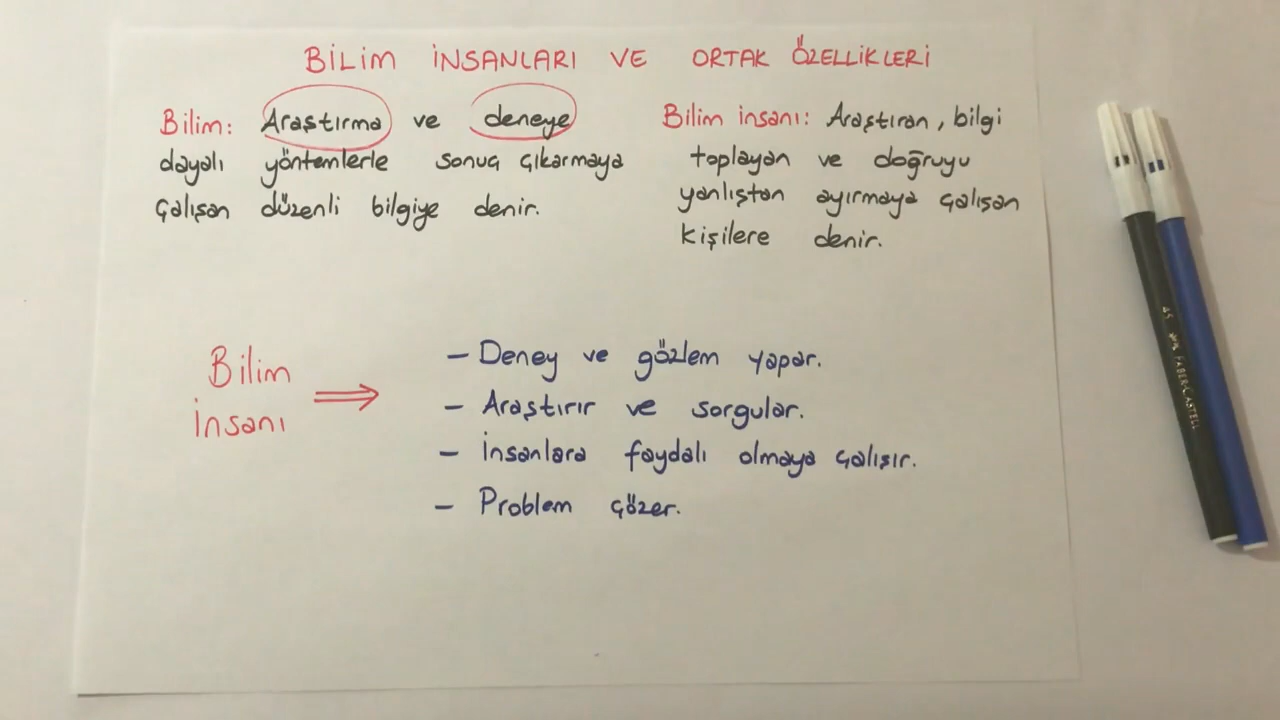 BİLİM İNSANLARI VE ORTAK ÖZELLİKLERİ
Bilim: Araştırma ve deneye
dayalı yöntemlerle sonuç çıkarmaya
çalışan düzenli bilgiye denir.
Bilim insanı: Araştıran, bilgi
toplayan ve doğruyu
yanlıştan ayırmaya çalışan
kişilere denir.
Bilim
İnsanı
- Deney ve gözlem yapar.
- Araştırır ve sorgular.
- İnsanlara faydalı olmaya çalışır.
- Problem çözer.
45 FABER-CASTELL